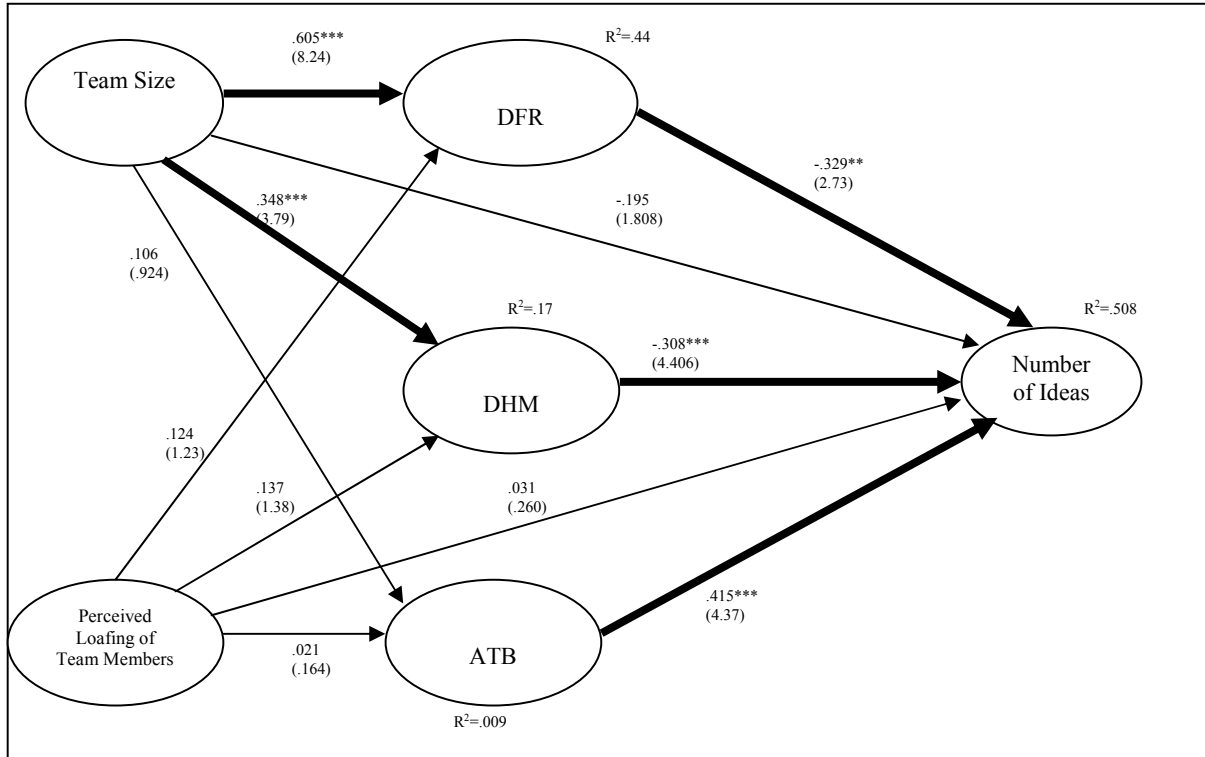 .605***
(8.24)
R²=.44
Team Size
DFR
-.329**
(2.73)
.348***
(3.79)
-.195
(1.808)
.106
(.924)
R²=.17
R²=.508
-.308***
(4.406)
Number
of Ideas
DHM
.124
(1.23)
.137
(1.38)
.031
(.260)
.415***
(4.37)
Perceived
Loafing of
Team Members
.021
(.164)
ATB
R²=.009